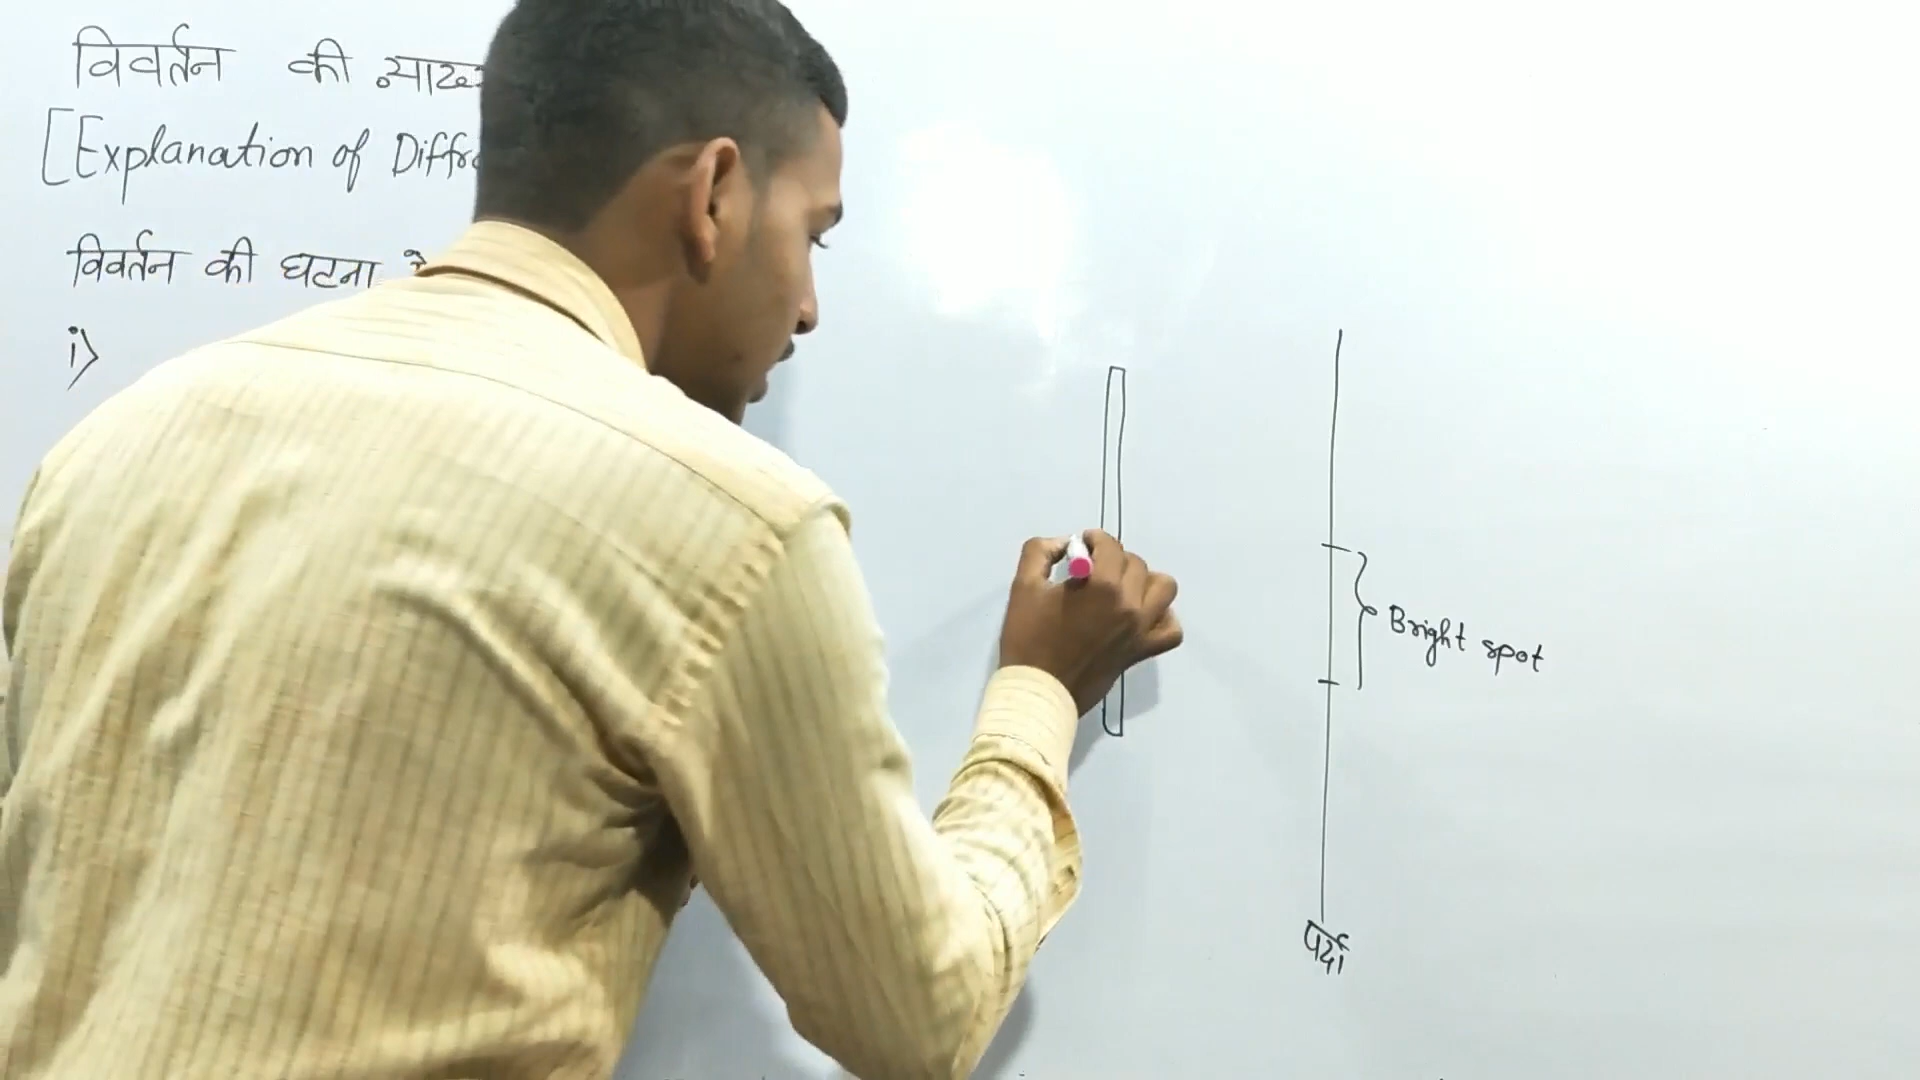 विवर्तन की
[Explanation of
विवर्तन की घटना
i)
Bright spot
पर्दा